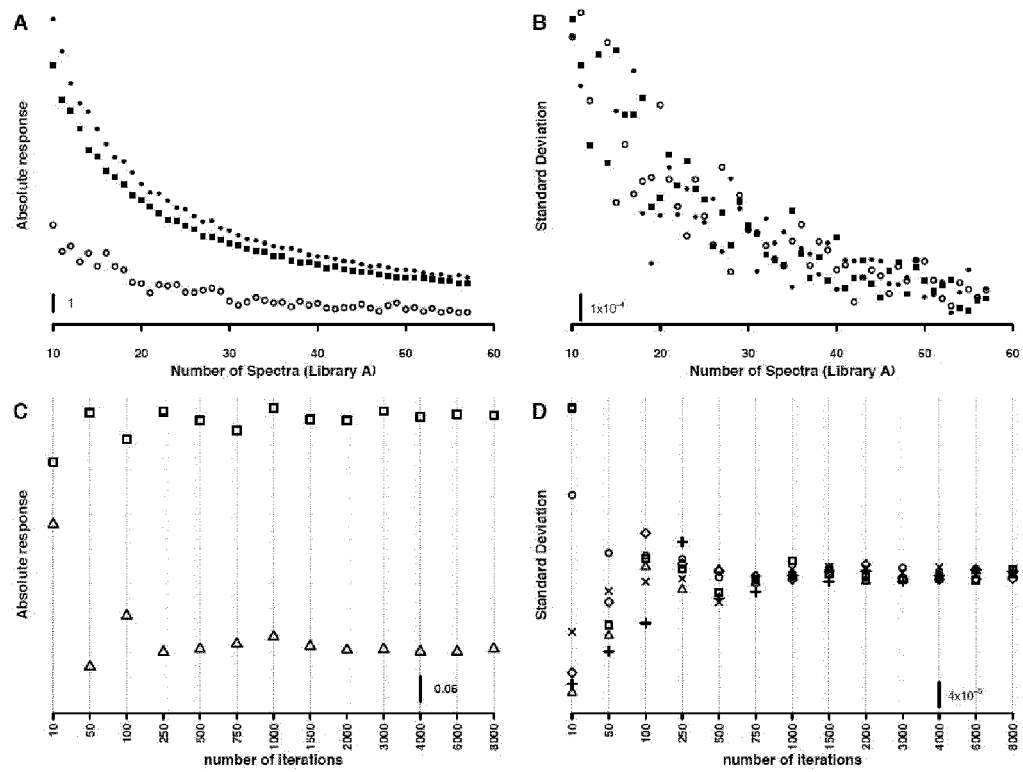 A
B
Absolute response
Standard Deviation
1
1x10⁻⁴
10 20 30 40 50 60
10 20 30 40 50 60
Number of Spectra (Library A)
Number of Spectra (Library A)
C
D
Absolute response
Standard Deviation
0.06
10 50 100 250 500 750 1000 1500 2000 3000 4000 6000 8000
10 50 100 250 500 750 1000 1500 2000 3000 4000 6000 8000
number of iterations
number of iterations